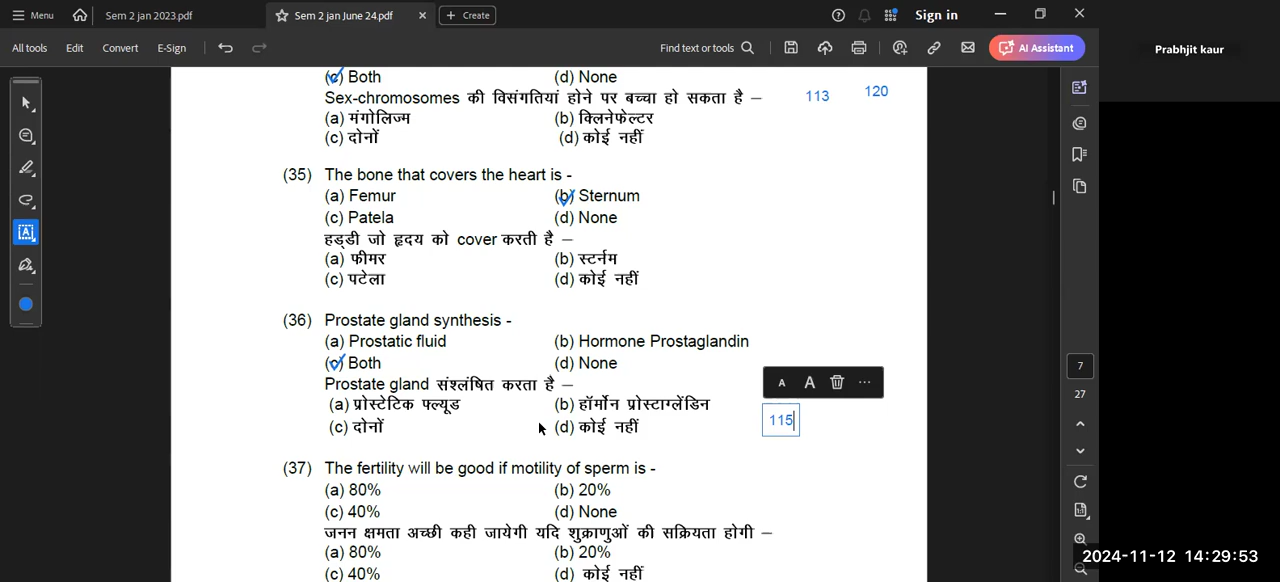 Menu
Sem 2 jan 2023.pdf
Sem 2 jan June 24.pdf
Create
Sign in
Prabhjit kaur
All tools Edit Convert E-Sign
Find text or tools
AI Assistant
(c) Both (d) None
Sex-chromosomes की विसंगतियां होने पर बच्चा हो सकता है – 113 120
(a) मंगोलिज्म (b) क्लिनेफेल्टर
(c) दोनों (d) कोई नहीं
(35) The bone that covers the heart is -
(a) Femur (b) Sternum
(c) Patela (d) None
हड्डी जो हृदय को cover करती है –
(a) फीमर (b) स्टर्नम
(c) पटेला (d) कोई नहीं
(36) Prostate gland synthesis -
(a) Prostatic fluid (b) Hormone Prostaglandin
(c) Both (d) None
Prostate gland संश्लंषित करता है –
(a) प्रोस्टेटिक फ्ल्यूड (b) हॉर्मोन प्रोस्टाग्लेंडिन
(c) दोनों (d) कोई नहीं
A A ...
115
(37) The fertility will be good if motility of sperm is -
(a) 80% (b) 20%
(c) 40% (d) None
जनन क्षमता अच्छी कही जायेगी यदि शुक्राणुओं की सक्रियता होगी –
(a) 80% (b) 20%
(c) 40% (d) कोई नहीं
7
27
2024-11-12 14:29:53